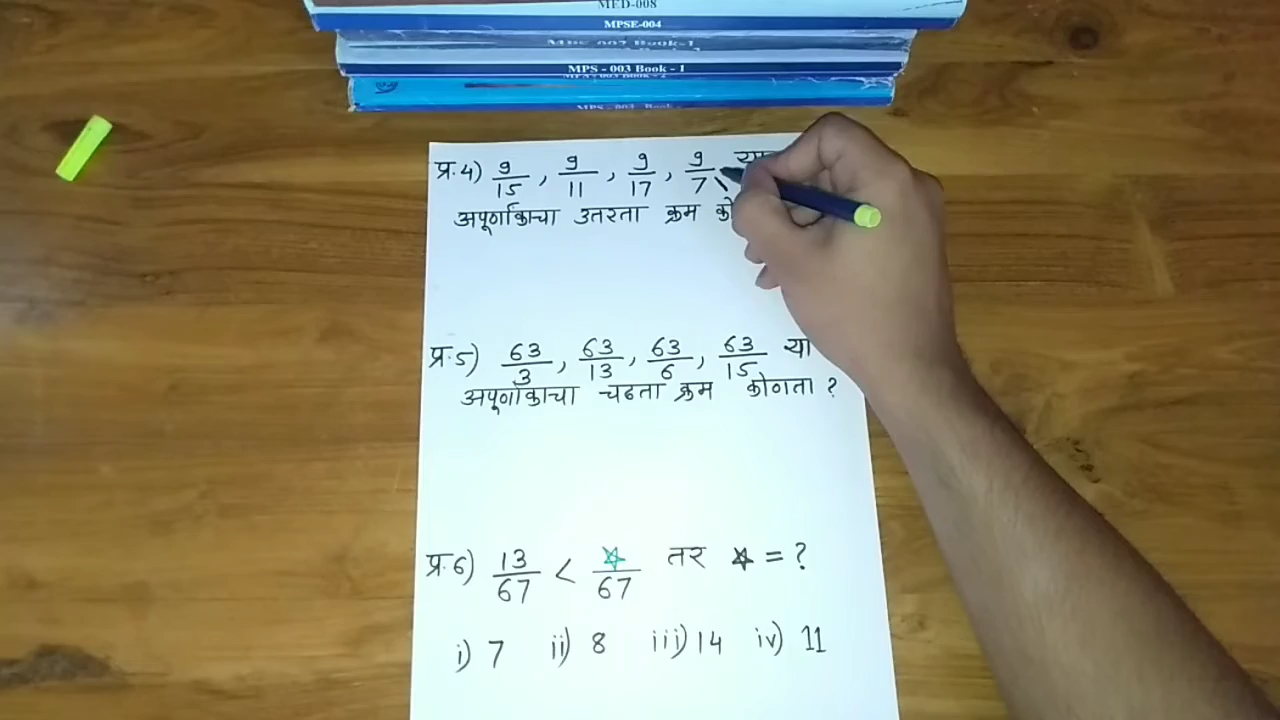 MED-008
MPSE-004
MPS - 003 Book - 1
प्र.4) 9/15 , 9/11 , 9/17 , 9/7
अपूर्णांकाचा उतरता क्रम
प्र.5) 63/3 , 63/13 , 63/6 , 63/15 या
अपूर्णांकाचा चढता क्रम कोणता ?
प्र.6) 13/67 < ☆/67 तर ☆ = ?
i) 7 ii) 8 iii) 14 iv) 11